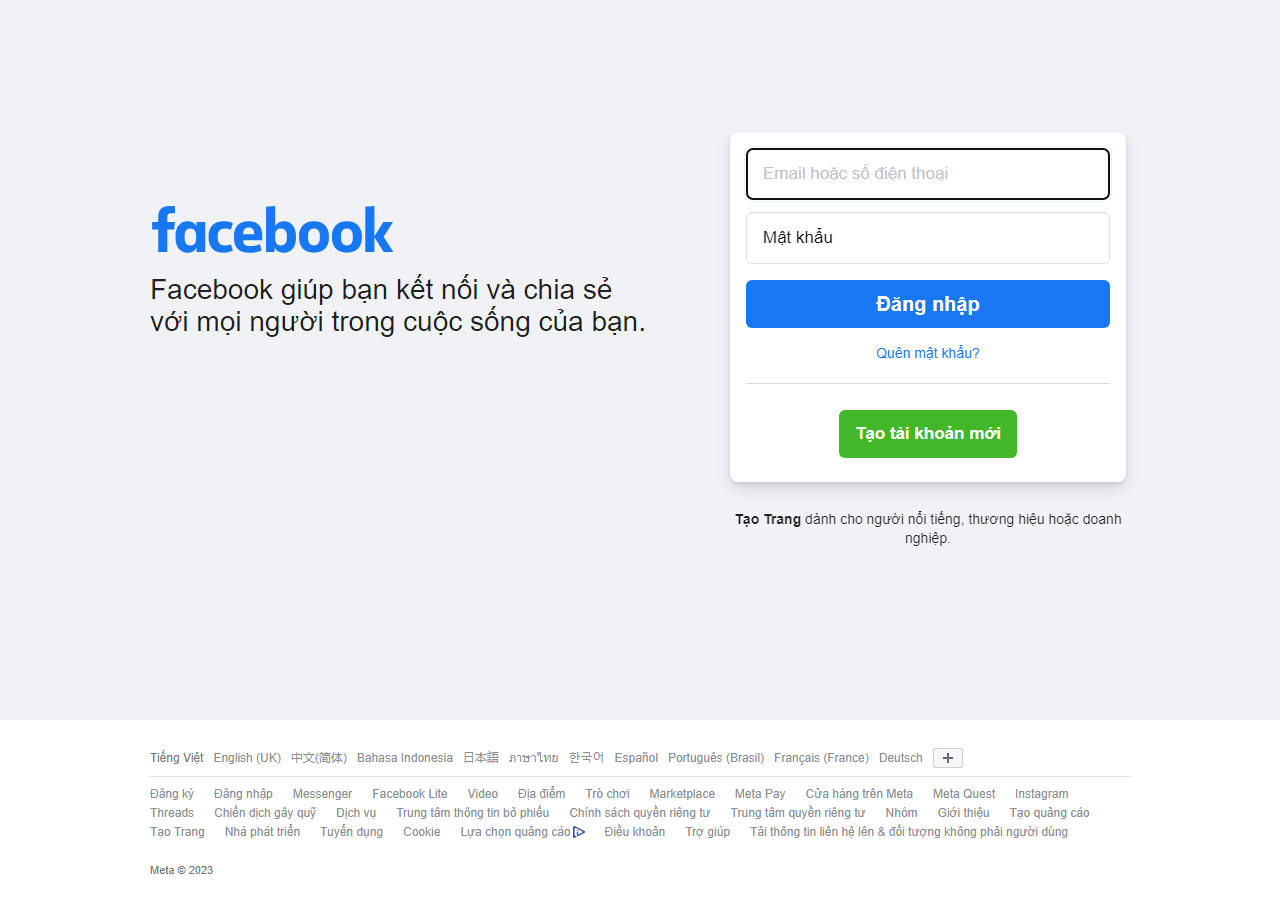 facebook
Facebook giúp bạn kết nối và chia sẻ
với mọi người trong cuộc sống của bạn.
Email hoặc số điện thoại
Mật khẩu
Đăng nhập
Quên mật khẩu?
Tạo tài khoản mới
Tạo Trang dành cho người nổi tiếng, thương hiệu hoặc doanh
nghiệp.
Tiếng Việt English (UK) 中文(简体) Bahasa Indonesia 日本語 ภาษาไทย 한국어 Español Português (Brasil) Français (France) Deutsch
Đăng ký Đăng nhập Messenger Facebook Lite Video Địa điểm Trò chơi Marketplace Meta Pay Cửa hàng trên Meta Meta Quest Instagram
Threads Chiến dịch gây quỹ Dịch vụ Trung tâm thông tin bỏ phiếu Chính sách quyền riêng tư Trung tâm quyền riêng tư Nhóm Giới thiệu Tạo quảng cáo
Tạo Trang Nhà phát triển Tuyển dụng Cookie Lựa chọn quảng cáo Điều khoản Trợ giúp Tải thông tin liên hệ lên & đối tượng không phải người dùng
Meta © 2023